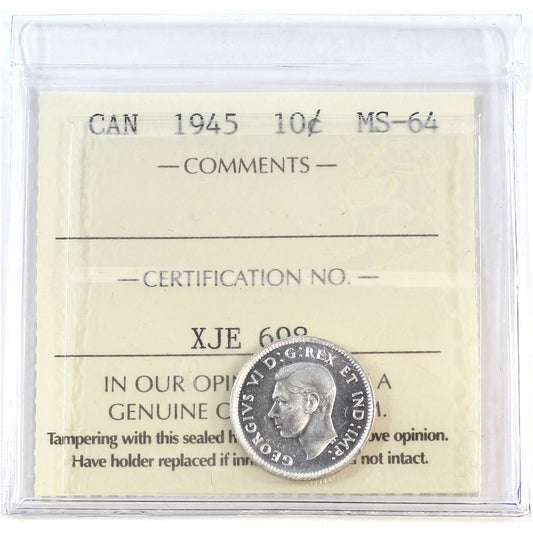 CAN 1945 10¢ MS-64
— COMMENTS —
— CERTIFICATION NO. —
XJE 698
IN OUR OPI A
GENUINE
Tampering with this sealed ove opinion.
Have holder replaced if not intact.
GEORGIVS VI D:G:REX ET IND:IMP: